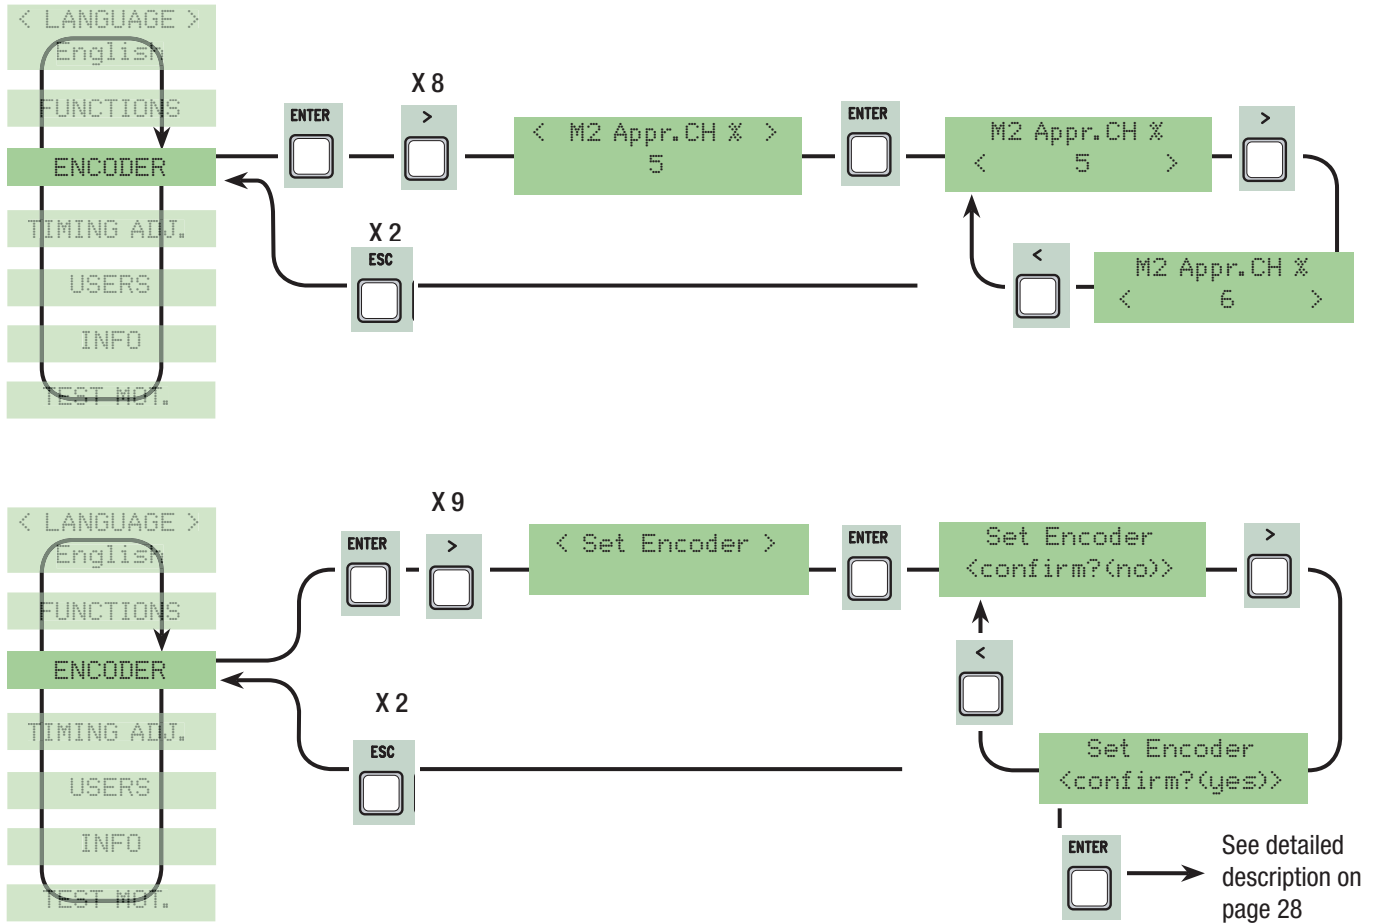 < LANGUAGE >
English
FUNCTIONS
ENCODER
TIMING ADJ.
USERS
INFO
TEST MOT.
ENTER
X 8
>
< M2 Appr.CH % >
5
ENTER
M2 Appr.CH %
< 5 >
>
X 2
ESC
<
M2 Appr.CH %
< 6 >
< LANGUAGE >
English
FUNCTIONS
ENCODER
TIMING ADJ.
USERS
INFO
TEST MOT.
ENTER
X 9
>
< Set Encoder >
ENTER
Set Encoder
<confirm?(no)>
>
<
X 2
ESC
Set Encoder
<confirm?(yes)>
ENTER
See detailed
description on
page 28